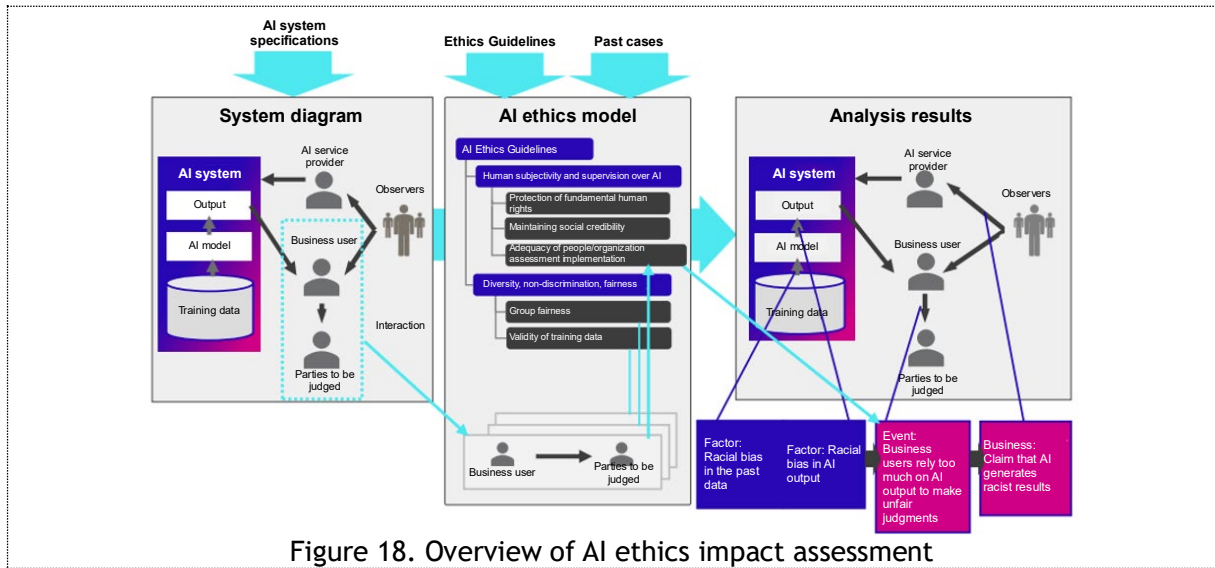 AI system
specifications
Ethics Guidelines
Past cases
System diagram
AI service
provider
AI system
Observers
Output
Business user
AI model
Training data
Interaction
Parties to be
judged
AI ethics model
AI Ethics Guidelines
Human subjectivity and supervision over AI
Protection of fundamental human
rights
Maintaining social credibility
Adequacy of people/organization
assessment implementation
Diversity, non-discrimination, fairness
Group fairness
Validity of training data
Business user
Parties to be
judged
Analysis results
AI service
provider
AI system
Observers
Output
Business user
AI model
Training data
Parties to be
judged
Factor:
Racial bias
in the past
data
Factor: Racial
bias in AI
output
Event:
Business
users rely too
much on AI
output to make
unfair
judgments
Business:
Claim that AI
generates
racist results
Figure 18. Overview of AI ethics impact assessment